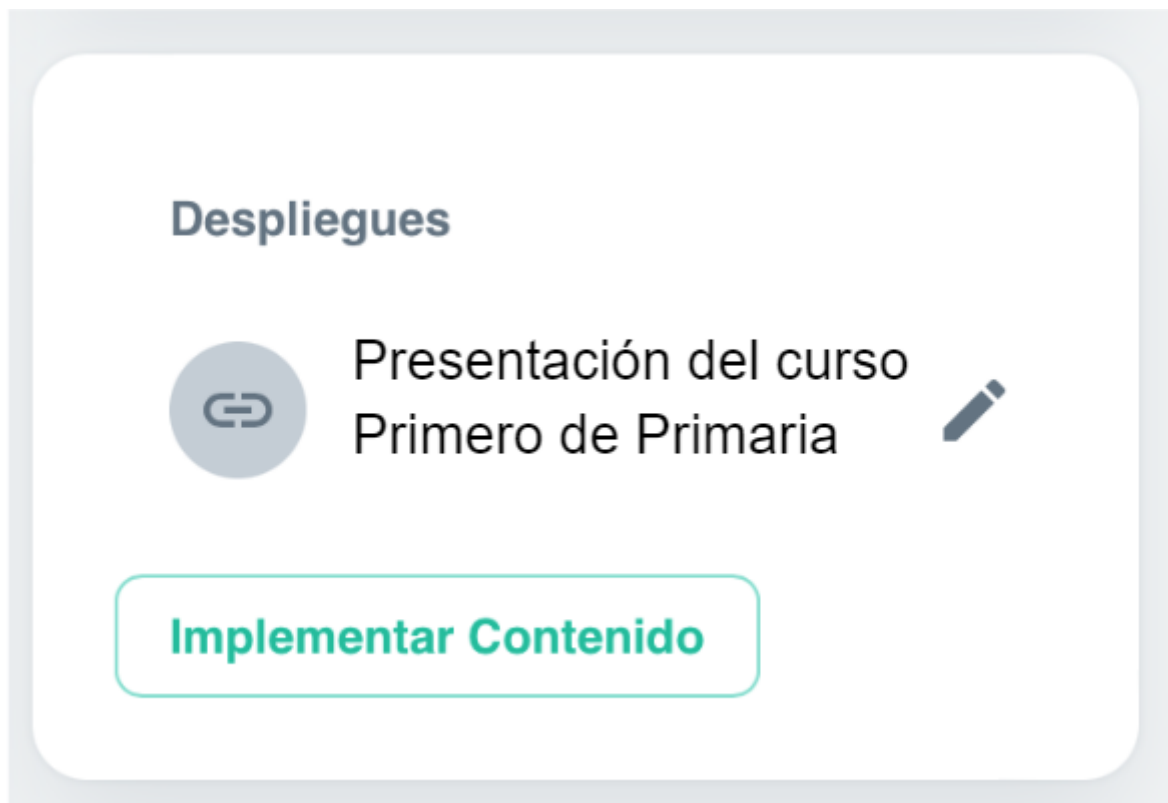 Despliegues
Presentación del curso
Primero de Primaria
Implementar Contenido